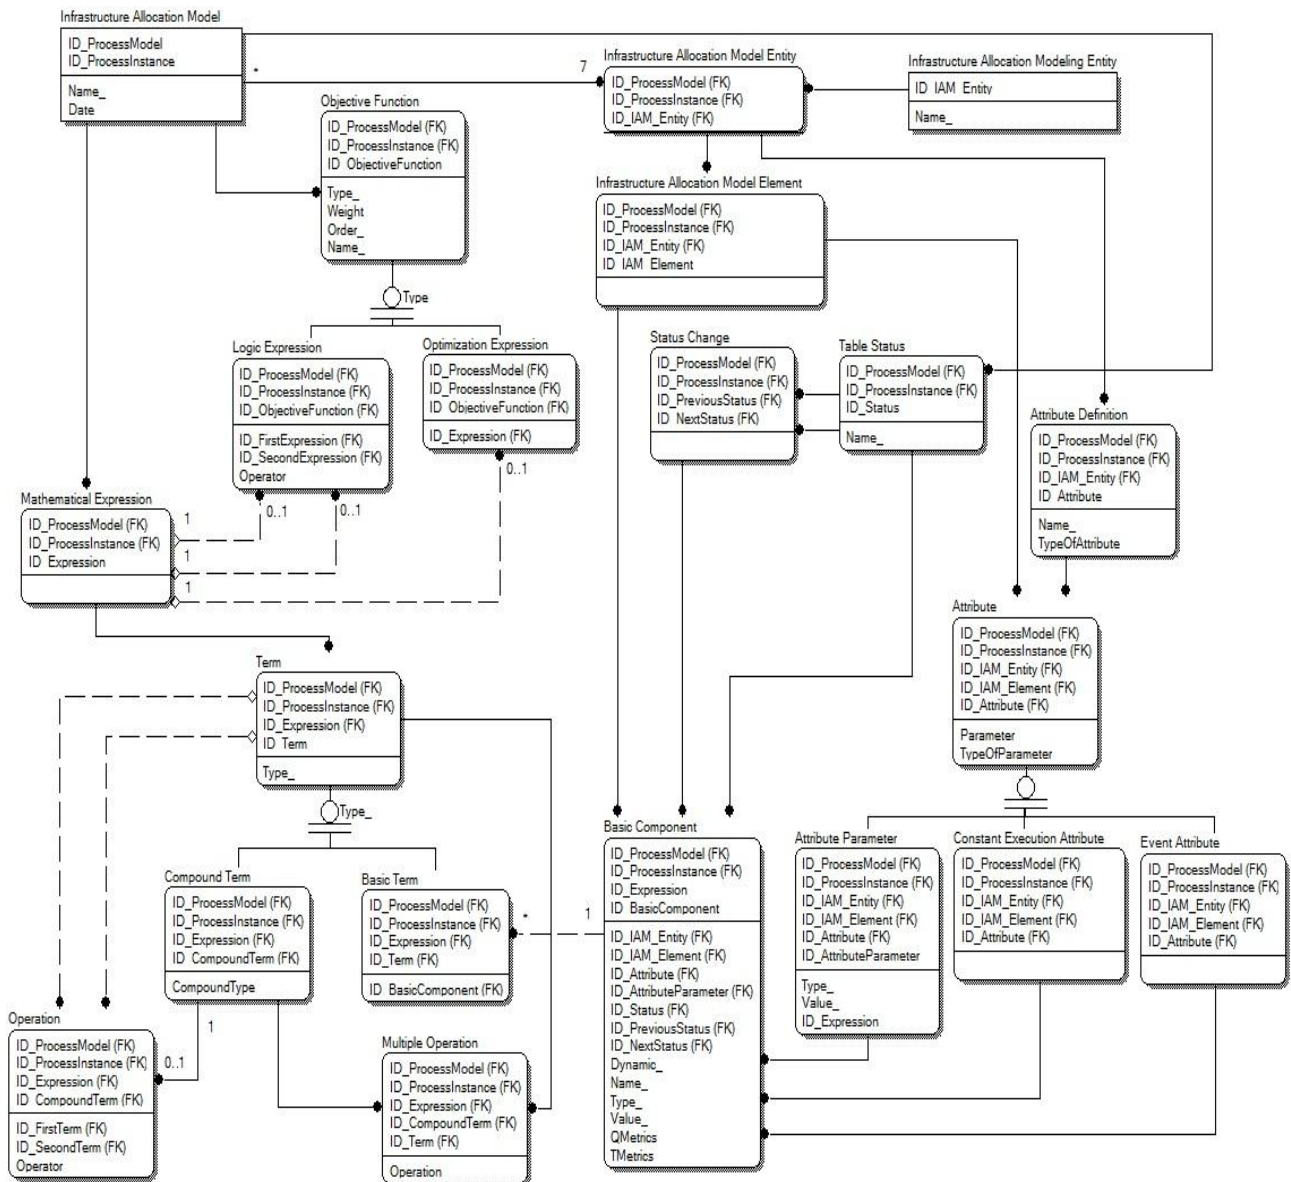 Infrastructure Allocation Model
ID_ProcessModel
ID_ProcessInstance
Name_
Date
*
7
Infrastructure Allocation Model Entity
ID_ProcessModel (FK)
ID_ProcessInstance (FK)
ID_IAM_Entity (FK)
Infrastructure Allocation Modeling Entity
ID IAM Entity
Name_
Objective Function
ID_ProcessModel (FK)
ID_ProcessInstance (FK)
ID ObjectiveFunction
Type_
Weight
Order_
Name_
Type
Infrastructure Allocation Model Element
ID_ProcessModel (FK)
ID_ProcessInstance (FK)
ID_IAM_Entity (FK)
ID IAM Element
Logic Expression
ID_ProcessModel (FK)
ID_ProcessInstance (FK)
ID_ObjectiveFunction (FK)
ID_FirstExpression (FK)
ID_SecondExpression (FK)
Operator
Optimization Expression
ID_ProcessModel (FK)
ID_ProcessInstance (FK)
ID ObjectiveFunction (FK)
ID_Expression (FK)
0..1
0..1
0..1
Status Change
ID_ProcessModel (FK)
ID_ProcessInstance (FK)
ID_PreviousStatus (FK)
ID NextStatus (FK)
Table Status
ID_ProcessModel (FK)
ID_ProcessInstance (FK)
ID_Status
Name_
Attribute Definition
ID_ProcessModel (FK)
ID_ProcessInstance (FK)
ID_IAM_Entity (FK)
ID Attribute
Name_
TypeOfAttribute
Mathematical Expression
ID_ProcessModel (FK)
ID_ProcessInstance (FK)
ID Expression
1
1
1
Attribute
ID_ProcessModel (FK)
ID_ProcessInstance (FK)
ID_IAM_Entity (FK)
ID_IAM_Element (FK)
ID_Attribute (FK)
Parameter
TypeOfParameter
Term
ID_ProcessModel (FK)
ID_ProcessInstance (FK)
ID_Expression (FK)
ID Term
Type_
Type_
Compound Term
ID_ProcessModel (FK)
ID_ProcessInstance (FK)
ID_Expression (FK)
ID CompoundTerm (FK)
CompoundType
Basic Term
ID_ProcessModel (FK)
ID_ProcessInstance (FK)
ID_Expression (FK)
ID_Term (FK)
ID BasicComponent (FK)
*
1
Basic Component
ID_ProcessModel (FK)
ID_ProcessInstance (FK)
ID_Expression
ID BasicComponent
ID_IAM_Entity (FK)
ID_IAM_Element (FK)
ID_Attribute (FK)
ID_AttributeParameter (FK)
ID_Status (FK)
ID_PreviousStatus (FK)
ID_NextStatus (FK)
Dynamic_
Name_
Type_
Value_
QMetrics
TMetrics
Attribute Parameter
ID_ProcessModel (FK)
ID_ProcessInstance (FK)
ID_IAM_Entity (FK)
ID_IAM_Element (FK)
ID_Attribute (FK)
ID_AttributeParameter
Type_
Value_
ID_Expression
Constant Execution Attribute
ID_ProcessModel (FK)
ID_ProcessInstance (FK)
ID_IAM_Entity (FK)
ID_IAM_Element (FK)
ID_Attribute (FK)
Event Attribute
ID_ProcessModel (FK)
ID_ProcessInstance (FK)
ID_IAM_Entity (FK)
ID_IAM_Element (FK)
ID_Attribute (FK)
Operation
ID_ProcessModel (FK)
ID_ProcessInstance (FK)
ID_Expression (FK)
ID CompoundTerm (FK)
ID_FirstTerm (FK)
ID_SecondTerm (FK)
Operator
1
0..1
Multiple Operation
ID_ProcessModel (FK)
ID_ProcessInstance (FK)
ID_Expression (FK)
ID_CompoundTerm (FK)
ID_Term (FK)
Operation